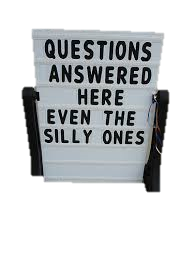 QUESTIONS
ANSWERED
HERE
EVEN THE
SILLY ONES